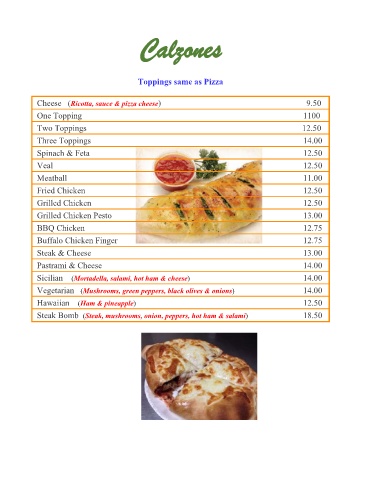 Calzones
Toppings same as Pizza
Cheese (Ricotta, sauce & pizza cheese) 9.50
One Topping 1100
Two Toppings 12.50
Three Toppings 14.00
Spinach & Feta 12.50
Veal 12.50
Meatball 11.00
Fried Chicken 12.50
Grilled Chicken 12.50
Grilled Chicken Pesto 13.00
BBQ Chicken 12.75
Buffalo Chicken Finger 12.75
Steak & Cheese 13.00
Pastrami & Cheese 14.00
Sicilian (Mortadella, salami, hot ham & cheese) 14.00
Vegetarian (Mushrooms, green peppers, black olives & onions) 14.00
Hawaiian (Ham & pineapple) 12.50
Steak Bomb (Steak, mushrooms, onion, peppers, hot ham & salami) 18.50